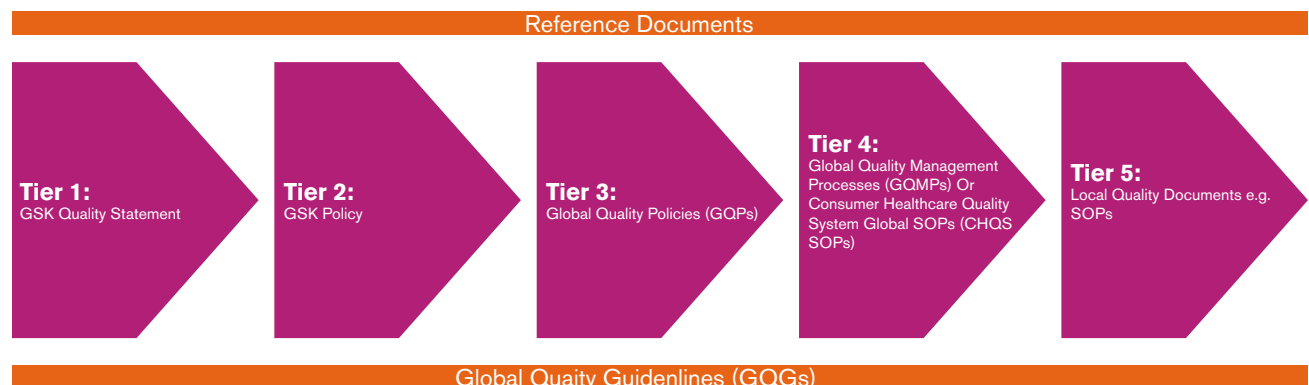 Reference Documents
Tier 1:
GSK Quality Statement
Tier 2:
GSK Policy
Tier 3:
Global Quality Policies (GQPs)
Tier 4:
Global Quality Management
Processes (GQMPs) Or
Consumer Healthcare Quality
System Global SOPs (CHQS
SOPs)
Tier 5:
Local Quality Documents e.g.
SOPs
Global Quaity Guidenlines (GQGs)